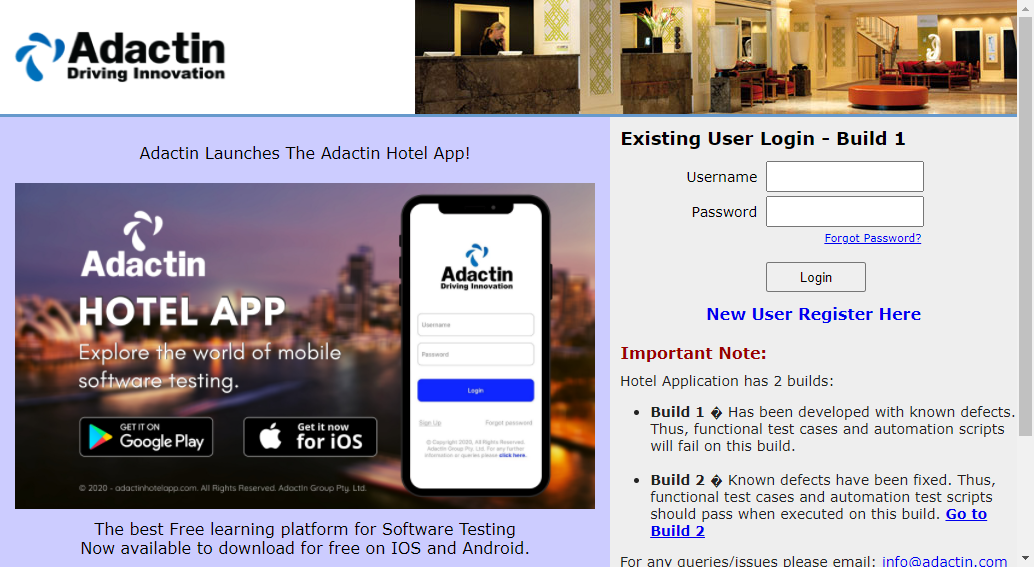 Adactin
Driving Innovation
Adactin Launches The Adactin Hotel App!
Adactin
HOTEL APP
Explore the world of mobile
software testing.
GET IT ON
Google Play
Get it now
for iOS
© 2020 - adactinhotelapp.com. All Rights Reserved. Adactin Group Pty. Ltd.
Adactin
Driving Innovation
Username
Password
Login
Sign Up
Forgot password?
© Copyright 2020, All Rights Reserved.
Adactin Group Pty. Ltd. For any further
information or queries please click here.
The best Free learning platform for Software Testing
Now available to download for free on IOS and Android.
Existing User Login - Build 1
Username
Password
Forgot Password?
Login
New User Register Here
Important Note:
Hotel Application has 2 builds:
• Build 1 � Has been developed with known defects.
Thus, functional test cases and automation scripts
will fail on this build.
• Build 2 � Known defects have been fixed. Thus,
functional test cases and automation test scripts
should pass when executed on this build. Go to
Build 2
For any queries/issues please email: info@adactin.com